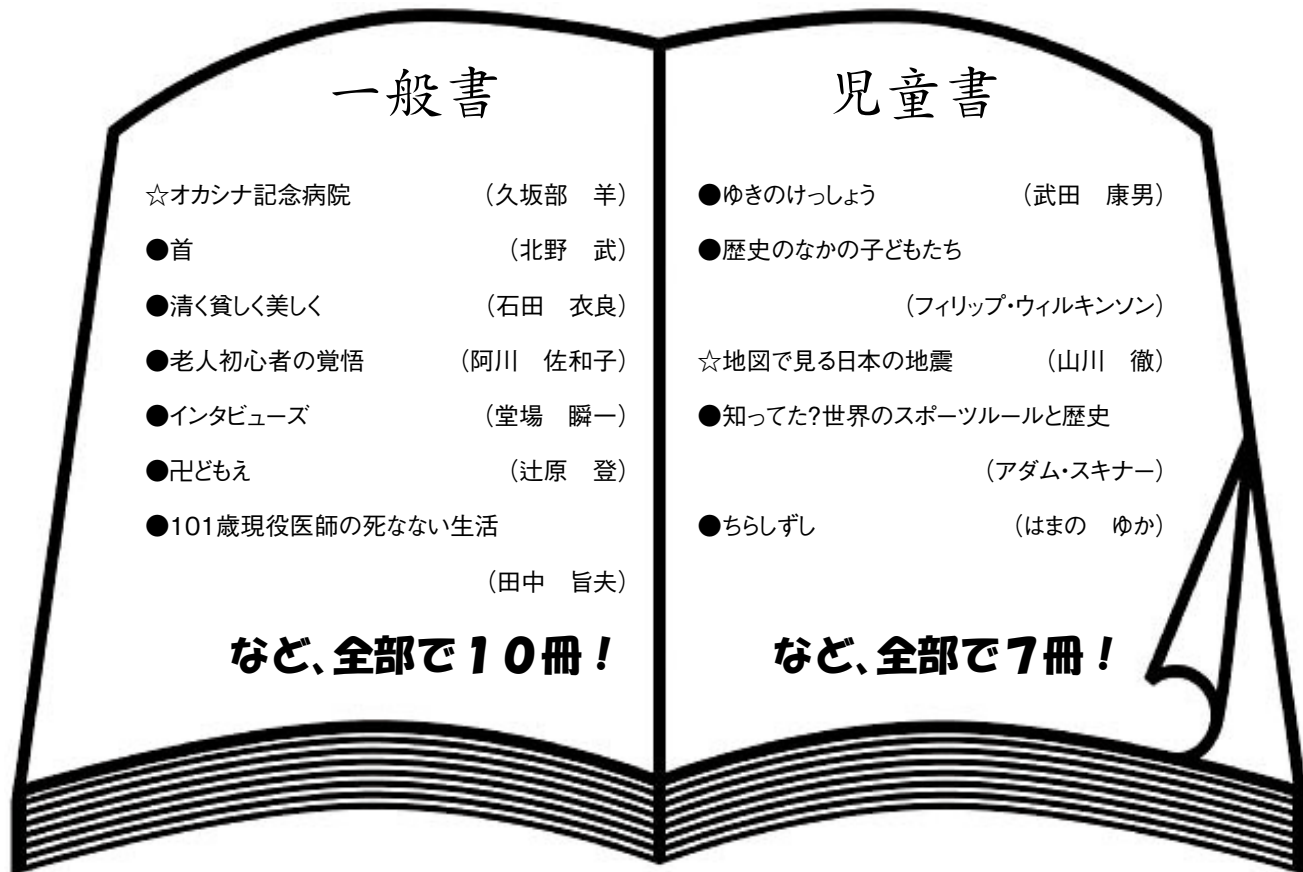 一般書
☆オカシナ記念病院 (久坂部 羊)
●首 (北野 武)
●清く貧しく美しく (石田 衣良)
●老人初心者の覚悟 (阿川 佐和子)
●インタビューズ (堂場 瞬一)
●卍どもえ (辻原 登)
●101歳現役医師の死なない生活
(田中 旨夫)
など、全部で10冊!
児童書
●ゆきのけっしょう (武田 康男)
●歴史のなかの子どもたち
(フィリップ・ウィルキンソン)
☆地図で見る日本の地震 (山川 徹)
●知ってた?世界のスポーツルールと歴史
(アダム・スキナー)
●ちらしずし (はまの ゆか)
など、全部で7冊!